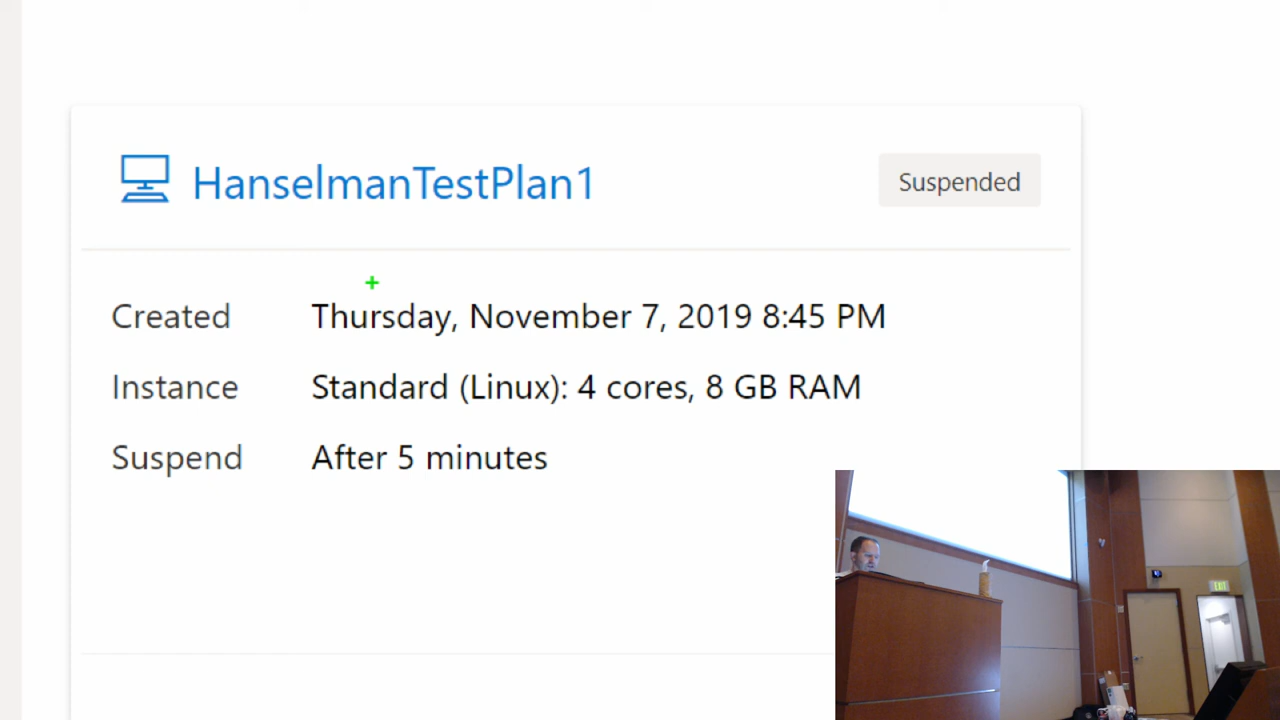 HanselmanTestPlan1
Suspended
Created Thursday, November 7, 2019 8:45 PM
Instance Standard (Linux): 4 cores, 8 GB RAM
Suspend After 5 minutes